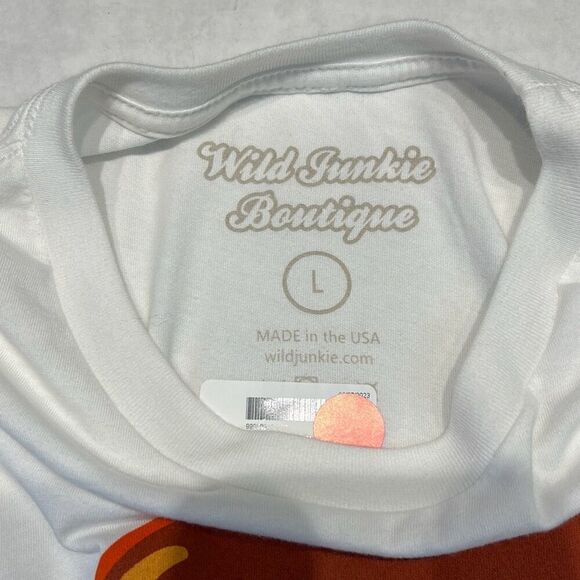 Wild Junkie
Boutique
L
MADE in the USA
wildjunkie.com